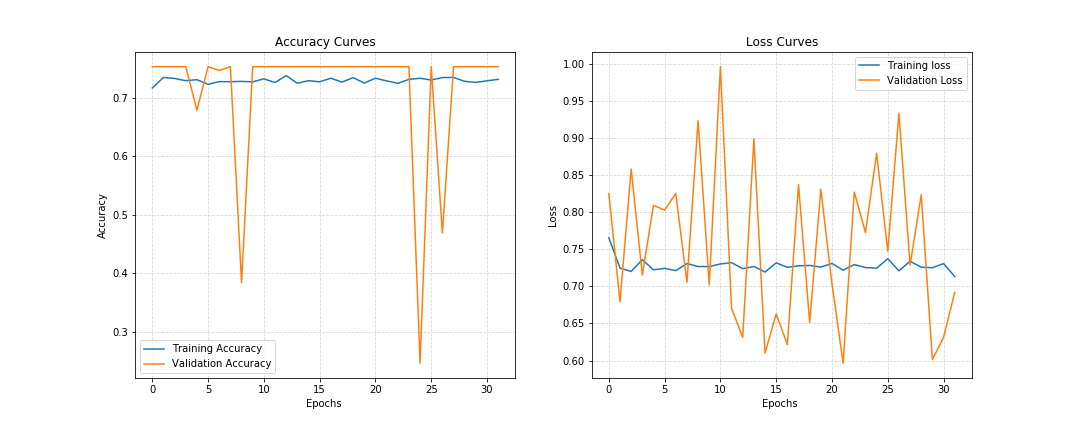 Accuracy Curves
0.7
0.6
0.5
0.4
0.3
Accuracy
Training Accuracy
Validation Accuracy
0 5 10 15 20 25 30
Epochs
Loss Curves
1.00
0.95
0.90
0.85
0.80
0.75
0.70
0.65
0.60
Loss
Training loss
Validation Loss
0 5 10 15 20 25 30
Epochs